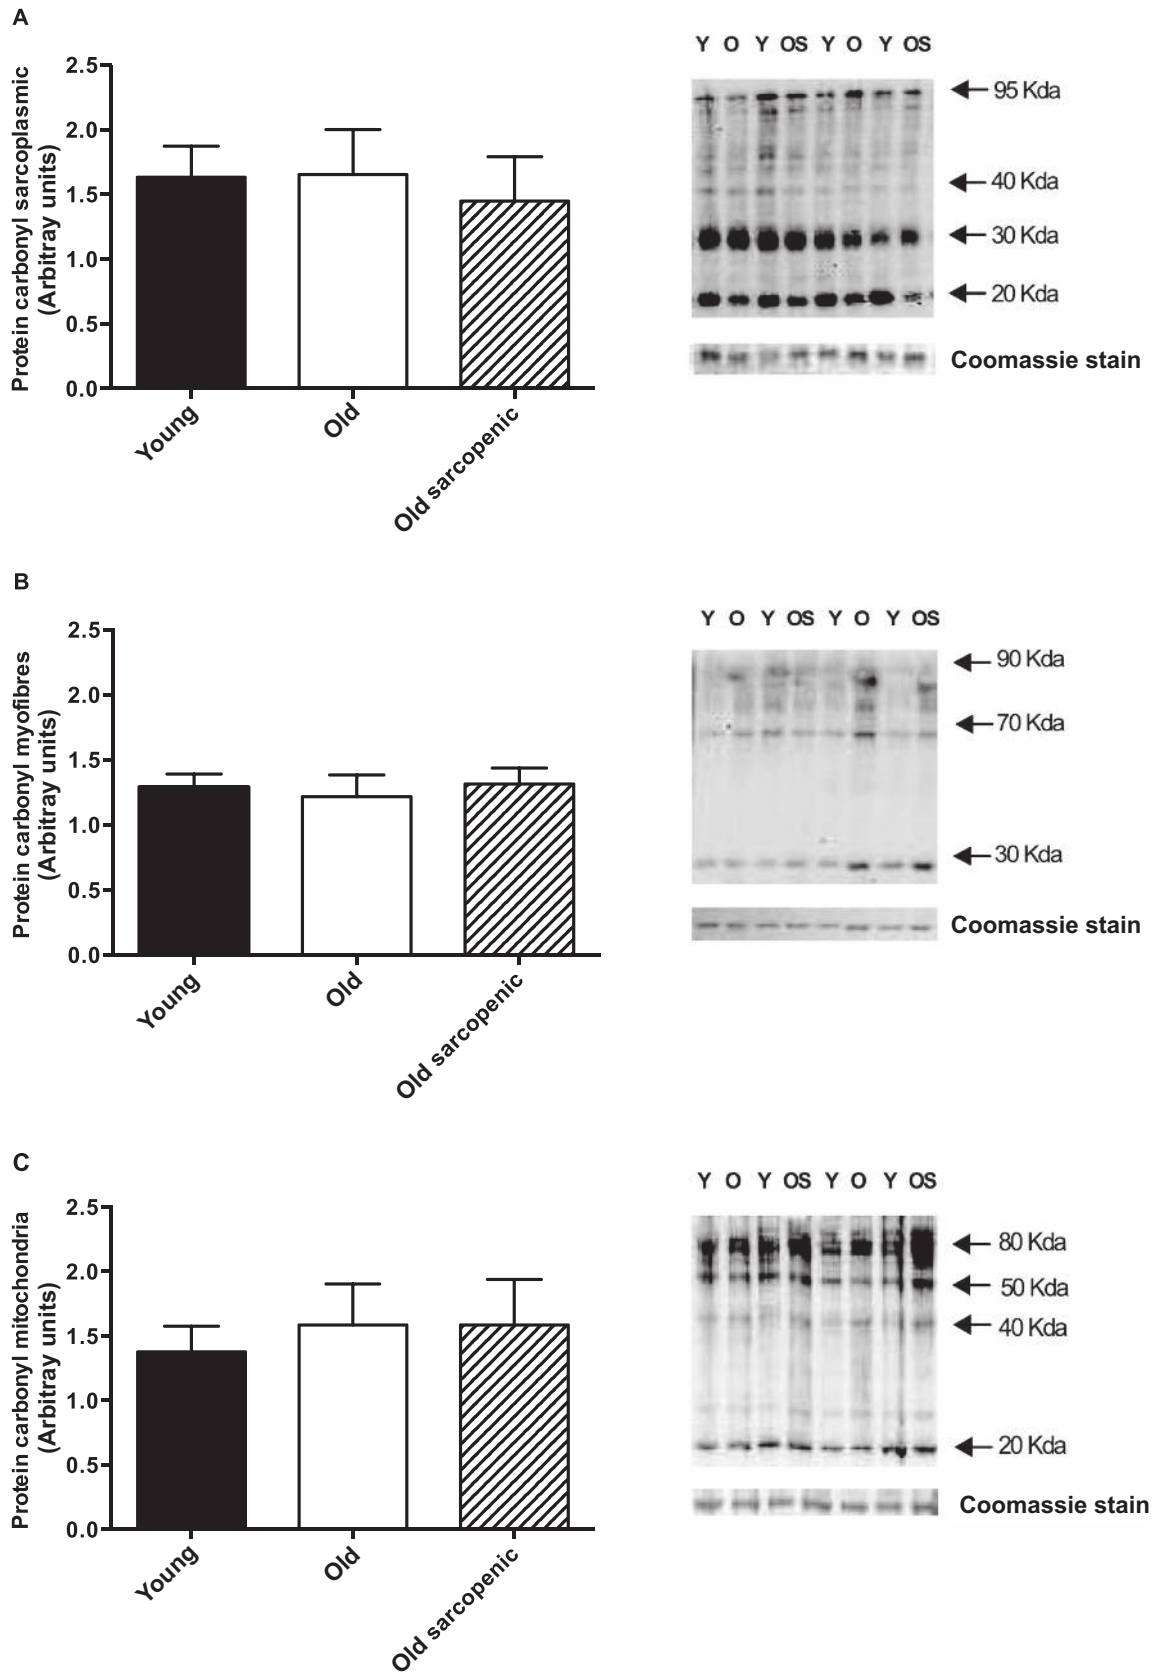 A
Y O Y OS Y O Y OS
Protein carbonyl sarcoplasmic
(Arbitray units)
2.5
2.0
1.5
1.0
0.5
0.0
Young
Old
Old sarcopenic
95 Kda
40 Kda
30 Kda
20 Kda
Coomassie stain
B
Y O Y OS Y O Y OS
Protein carbonyl myofibres
(Arbitray units)
2.5
2.0
1.5
1.0
0.5
0.0
Young
Old
Old sarcopenic
90 Kda
70 Kda
30 Kda
Coomassie stain
C
Y O Y OS Y O Y OS
Protein carbonyl mitochondria
(Arbitray units)
2.5
2.0
1.5
1.0
0.5
0.0
Young
Old
Old sarcopenic
80 Kda
50 Kda
40 Kda
20 Kda
Coomassie stain